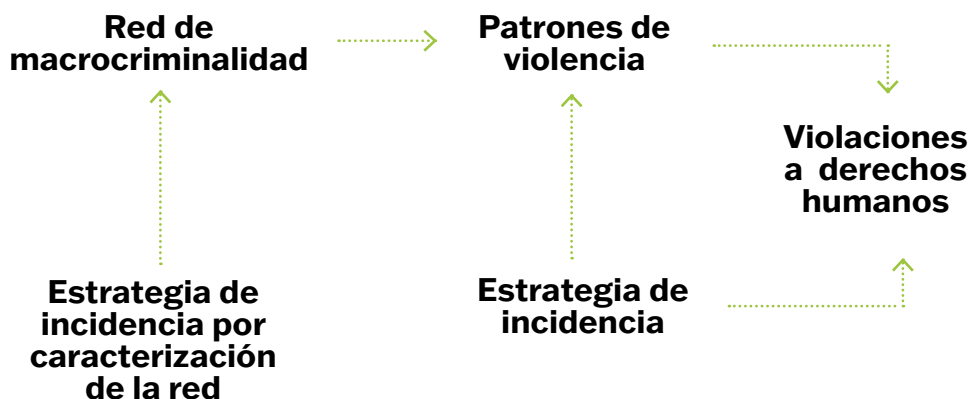 Red de
macrocriminalidad
Patrones de
violencia
Violaciones
a derechos
humanos
Estrategia de
incidencia por
caracterización
de la red
Estrategia de
incidencia